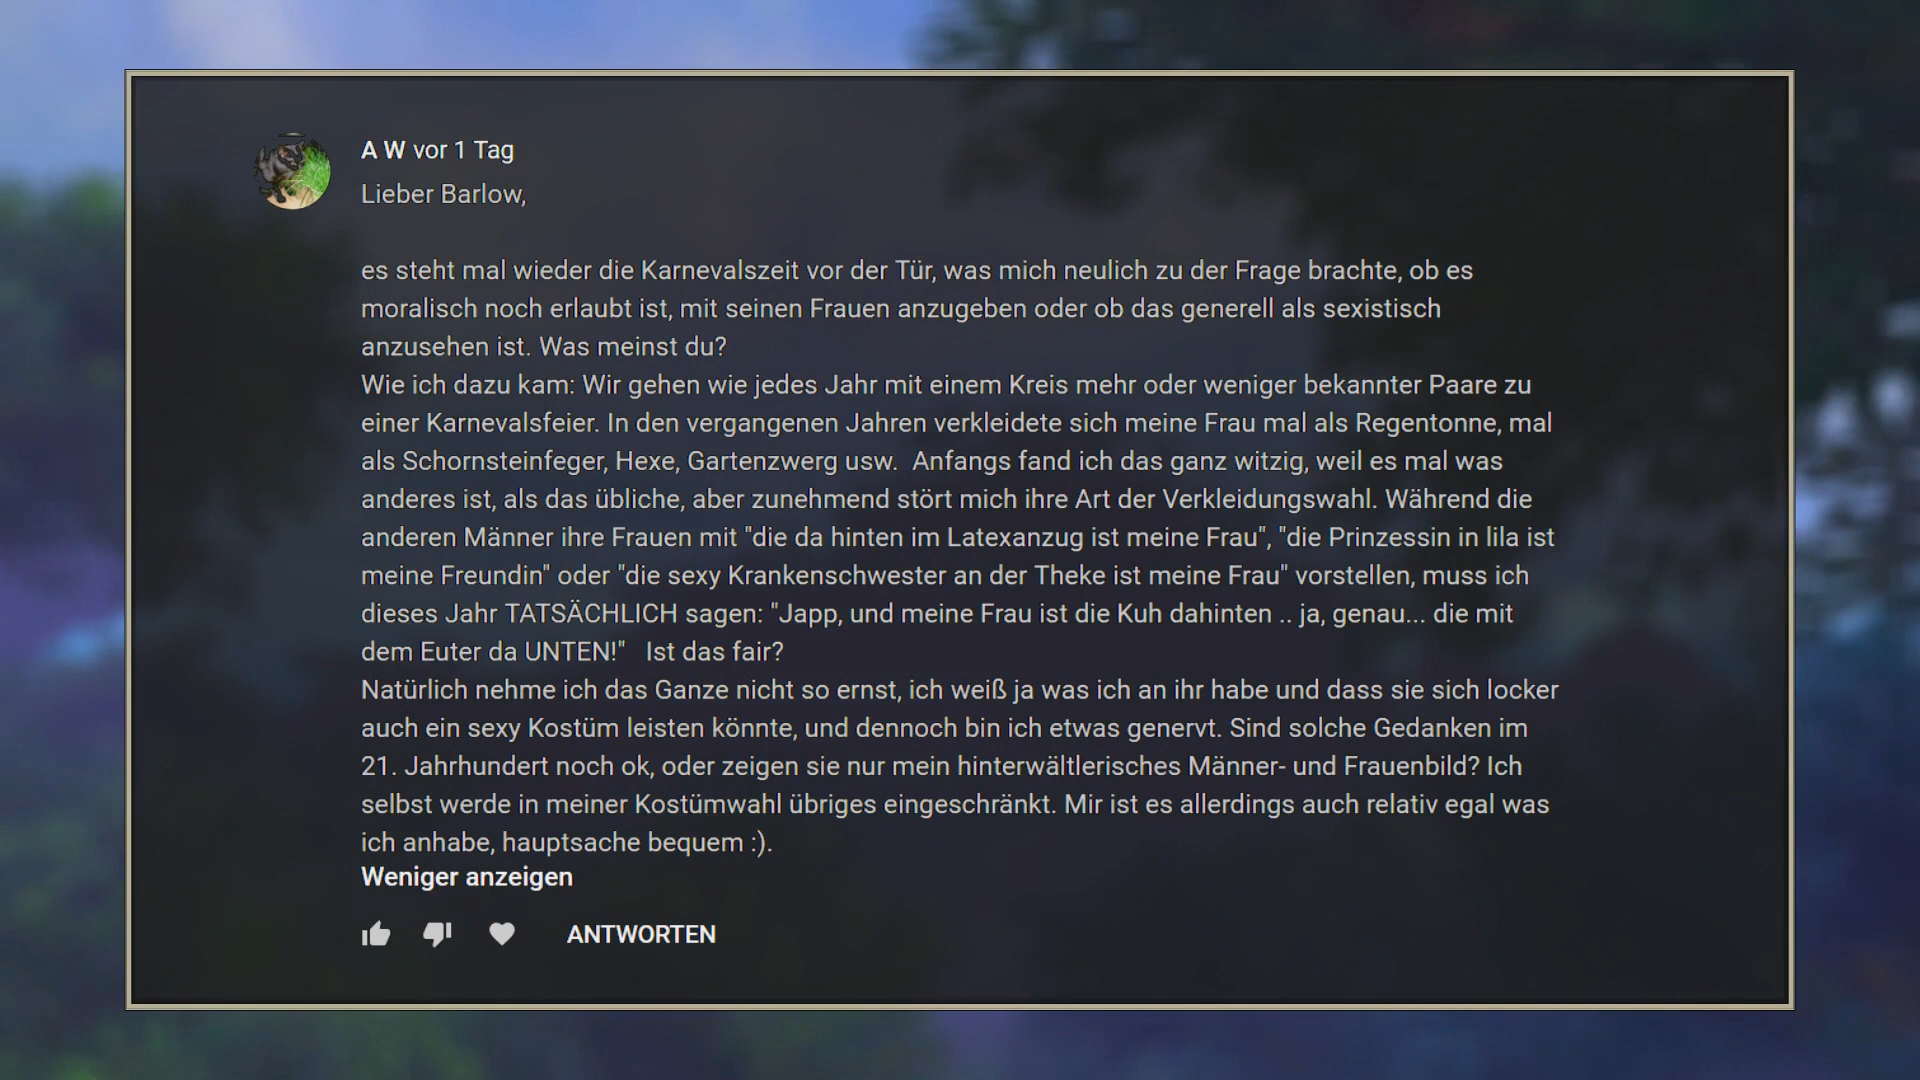 A W vor 1 Tag
Lieber Barlow,
es steht mal wieder die Karnevalszeit vor der Tür, was mich neulich zu der Frage brachte, ob es
moralisch noch erlaubt ist, mit seinen Frauen anzugeben oder ob das generell als sexistisch
anzusehen ist. Was meinst du?
Wie ich dazu kam: Wir gehen wie jedes Jahr mit einem Kreis mehr oder weniger bekannter Paare zu
einer Karnevalsfeier. In den vergangenen Jahren verkleidete sich meine Frau mal als Regentonne, mal
als Schornsteinfeger, Hexe, Gartenzwerg usw.  Anfangs fand ich das ganz witzig, weil es mal was
anderes ist, als das übliche, aber zunehmend stört mich ihre Art der Verkleidungswahl. Während die
anderen Männer ihre Frauen mit "die da hinten im Latexanzug ist meine Frau", "die Prinzessin in lila ist
meine Freundin" oder "die sexy Krankenschwester an der Theke ist meine Frau" vorstellen, muss ich
dieses Jahr TATSÄCHLICH sagen: "Japp, und meine Frau ist die Kuh dahinten .. ja, genau... die mit
dem Euter da UNTEN!"   Ist das fair?
Natürlich nehme ich das Ganze nicht so ernst, ich weiß ja was ich an ihr habe und dass sie sich locker
auch ein sexy Kostüm leisten könnte, und dennoch bin ich etwas genervt. Sind solche Gedanken im
21. Jahrhundert noch ok, oder zeigen sie nur mein hinterwältlerisches Männer- und Frauenbild? Ich
selbst werde in meiner Kostümwahl übriges eingeschränkt. Mir ist es allerdings auch relativ egal was
ich anhabe, hauptsache bequem :).
Weniger anzeigen
ANTWORTEN